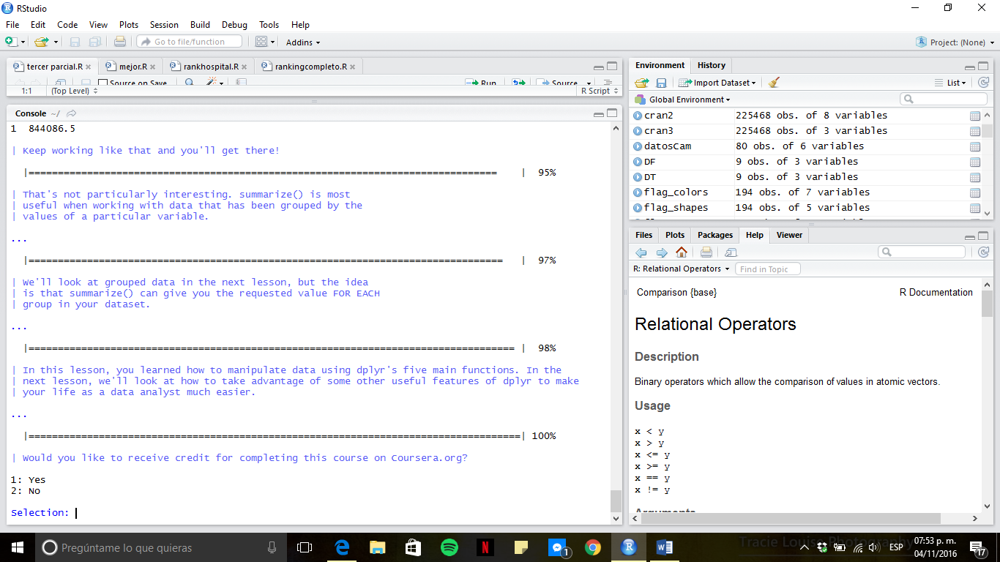 RStudio
File Edit Code View Plots Session Build Debug Tools Help
Go to file/function Addins Project: (None)
tercer parcial.R mejor.R rankhospital.R rankingcompleto.R
Source on Save Run Source
1:1 (Top Level) R Script
Console ~/
1 844086.5
| Keep working like that and you'll get there!
|================================================================================ | 95%
| That's not particularly interesting. summarize() is most
| useful when working with data that has been grouped by the
| values of a particular variable.
...
|================================================================================= | 97%
| We'll look at grouped data in the next lesson, but the idea
| is that summarize() can give you the requested value FOR EACH
| group in your dataset.
...
|=================================================================================== | 98%
| In this lesson, you learned how to manipulate data using dplyr's five main functions. In the
| next lesson, we'll look at how to take advantage of some other useful features of dplyr to make
| your life as a data analyst much easier.
...
|====================================================================================| 100%
| Would you like to receive credit for completing this course on Coursera.org?
1: Yes
2: No
Selection:
Environment History
Import Dataset List
Global Environment
cran2 225468 obs. of 8 variables
cran3 225468 obs. of 3 variables
datosCam 80 obs. of 6 variables
DF 9 obs. of 3 variables
DT 9 obs. of 3 variables
flag_colors 194 obs. of 7 variables
flag_shapes 194 obs. of 5 variables
Files Plots Packages Help Viewer
R: Relational Operators Find in Topic
Comparison {base} R Documentation
Relational Operators
Description
Binary operators which allow the comparison of values in atomic vectors.
Usage
x < y
x > y
x <= y
x >= y
x == y
x != y
Arguments
Pregúntame lo que quieras
1
Tracie Louise Photography
ESP
07:53 p. m.
04/11/2016
17